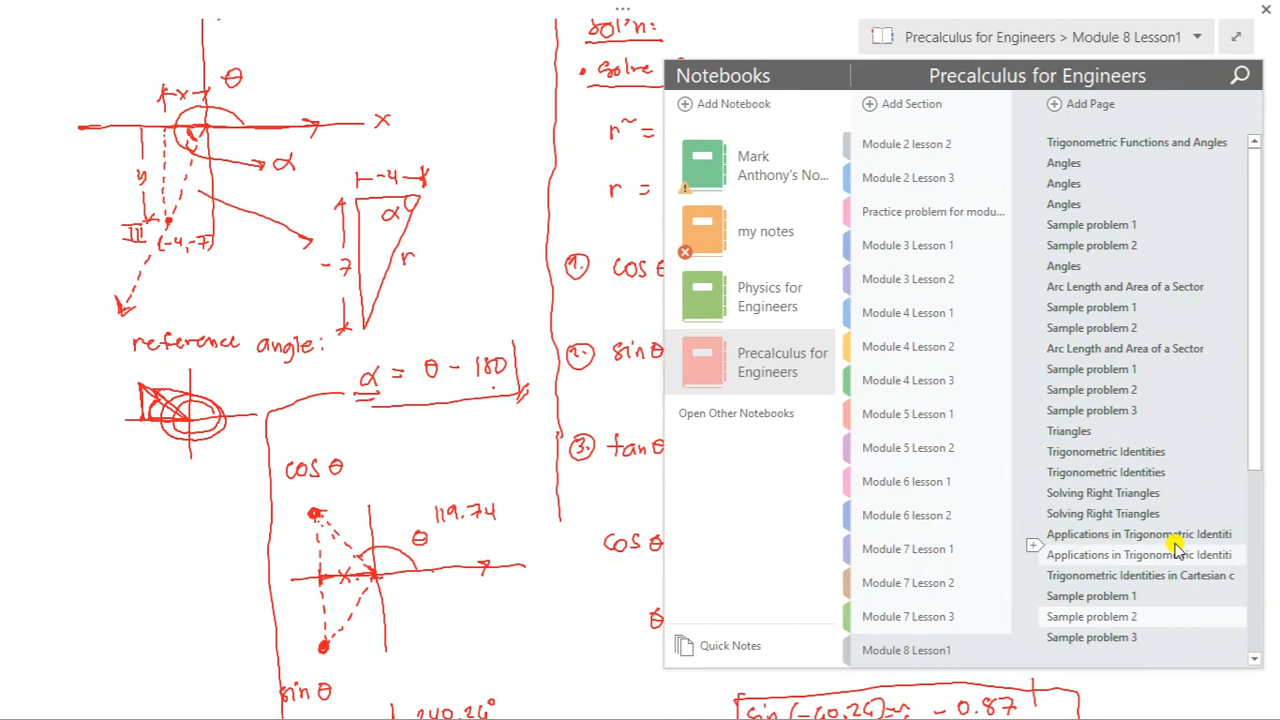 Precalculus for Engineers > Module 8 Lesson1
Notebooks
Precalculus for Engineers
Add Notebook
Add Section
Add Page
Mark Anthony's No...
my notes
Physics for Engineers
Precalculus for Engineers
Open Other Notebooks
Quick Notes
Module 2 lesson 2
Module 2 Lesson 3
Practice problem for modu...
Module 3 Lesson 1
Module 3 Lesson 2
Module 4 Lesson 1
Module 4 Lesson 2
Module 4 Lesson 3
Module 5 Lesson 1
Module 5 Lesson 2
Module 6 lesson 1
Module 6 lesson 2
Module 7 Lesson 1
Module 7 Lesson 2
Module 7 Lesson 3
Module 8 Lesson1
Trigonometric Functions and Angles
Angles
Angles
Angles
Sample problem 1
Sample problem 2
Angles
Arc Length and Area of a Sector
Sample problem 1
Sample problem 2
Arc Length and Area of a Sector
Sample problem 1
Sample problem 2
Sample problem 3
Triangles
Trigonometric Identities
Trigonometric Identities
Solving Right Triangles
Solving Right Triangles
Applications in Trigonometric Identiti
Applications in Trigonometric Identiti
Trigonometric Identities in Cartesian c
Sample problem 1
Sample problem 2
Sample problem 3
θ
x
x
α
y
III
(-4,-7)
-4
α
-7
r
reference angle:
α = θ - 180
cos θ
119.74
θ
x
sin θ
240.26°
sol'n:
• solve
r² =
r =
1. cos θ
2. sin θ
3. tan θ
cos θ
θ
sin(-60.26) = -0.87